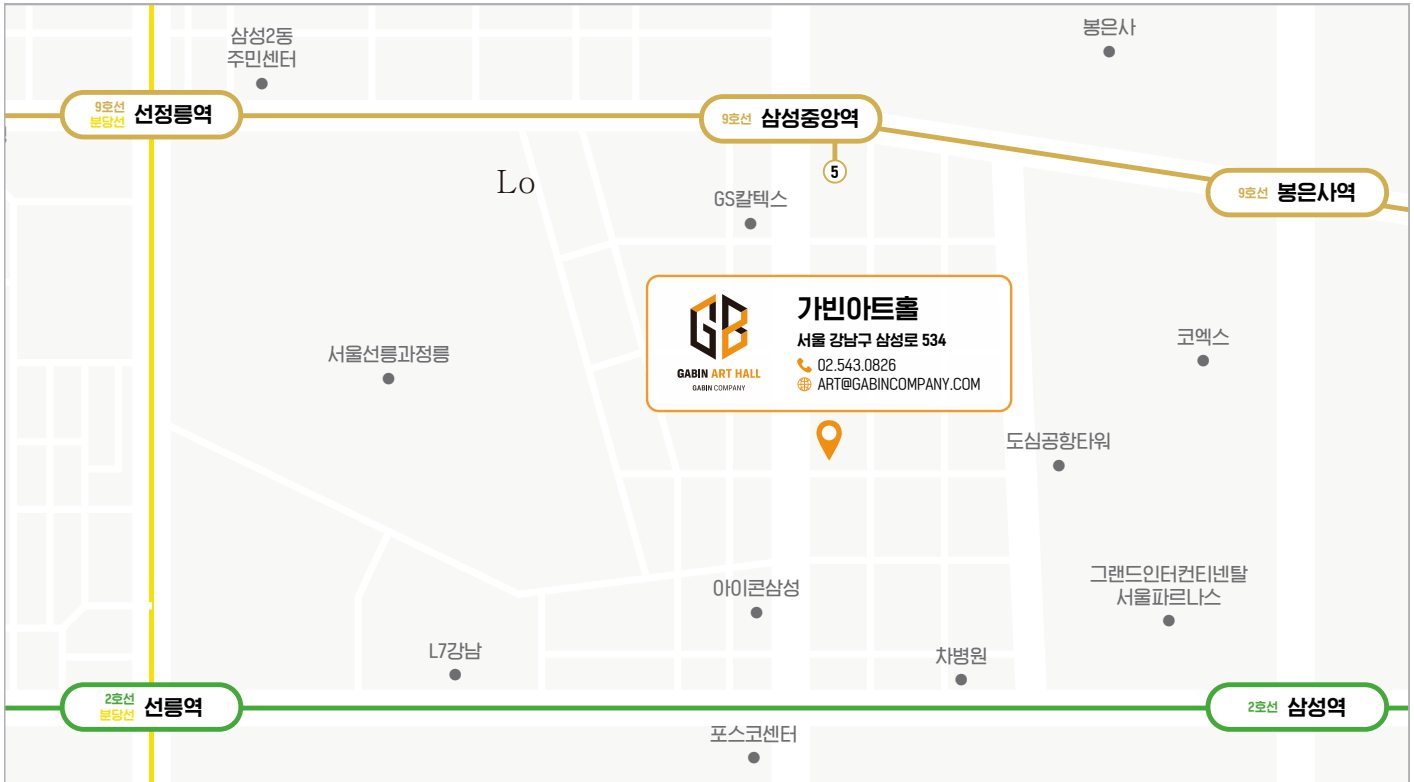 삼성2동
주민센터
봉은사
9호선
분당선
선정릉역
9호선 삼성중앙역
5
Lo
GS칼텍스
9호선 봉은사역
가빈아트홀
서울 강남구 삼성로 534
02.543.0826
ART@GABINCOMPANY.COM
GB
GABIN ART HALL
GABIN COMPANY
서울선릉과정릉
코엑스
도심공항타워
아이콘삼성
그랜드인터컨티넨탈
서울파르나스
L7강남
차병원
2호선
분당선
선릉역
2호선 삼성역
포스코센터